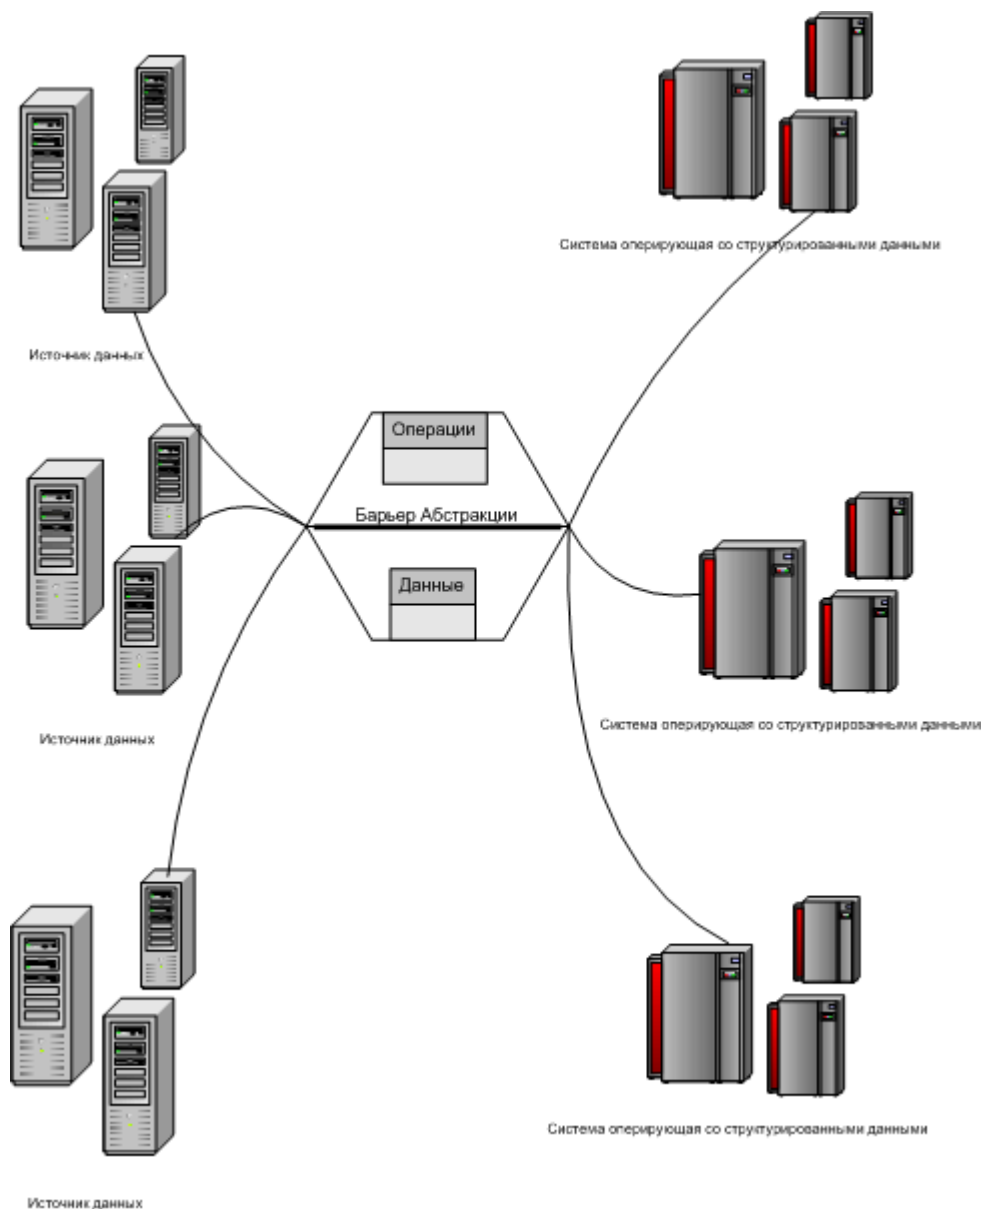 Система оперирующая со структурированными данными
Источник данных
Операции
Барьер Абстракции
Данные
Система оперирующая со структурированными данными
Источник данных
Система оперирующая со структурированными данными
Источник данных